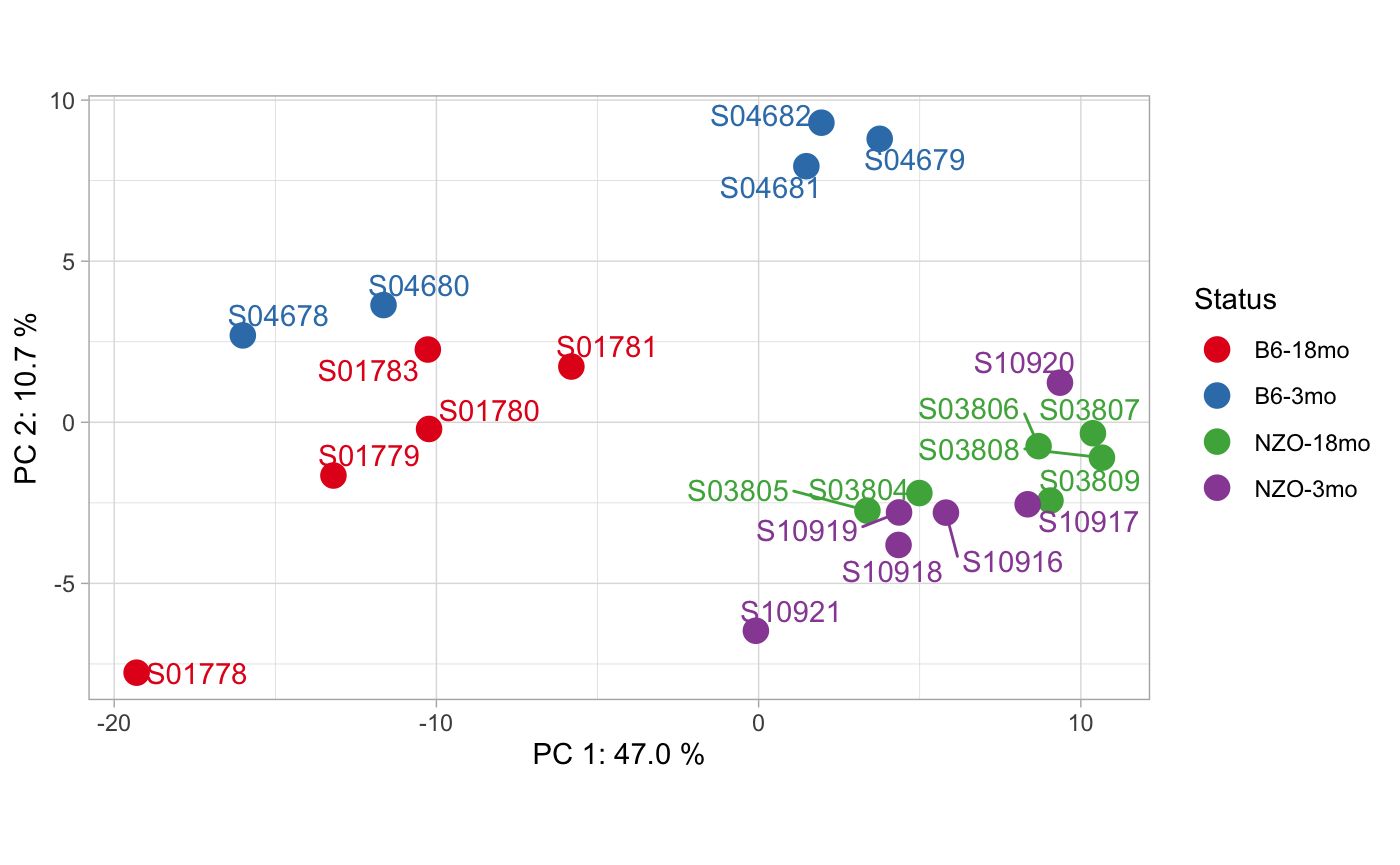 10
5
0
-5
PC 2: 10.7 %
S04682
S04679
S04681
S04680
S04678
S01783
S01781
S01780
S01779
S01778
S10920
S03806
S03807
S03808
S03809
S03805
S03804
S10917
S10919
S10916
S10918
S10921
-20
-10
0
10
PC 1: 47.0 %
Status
B6-18mo
B6-3mo
NZO-18mo
NZO-3mo